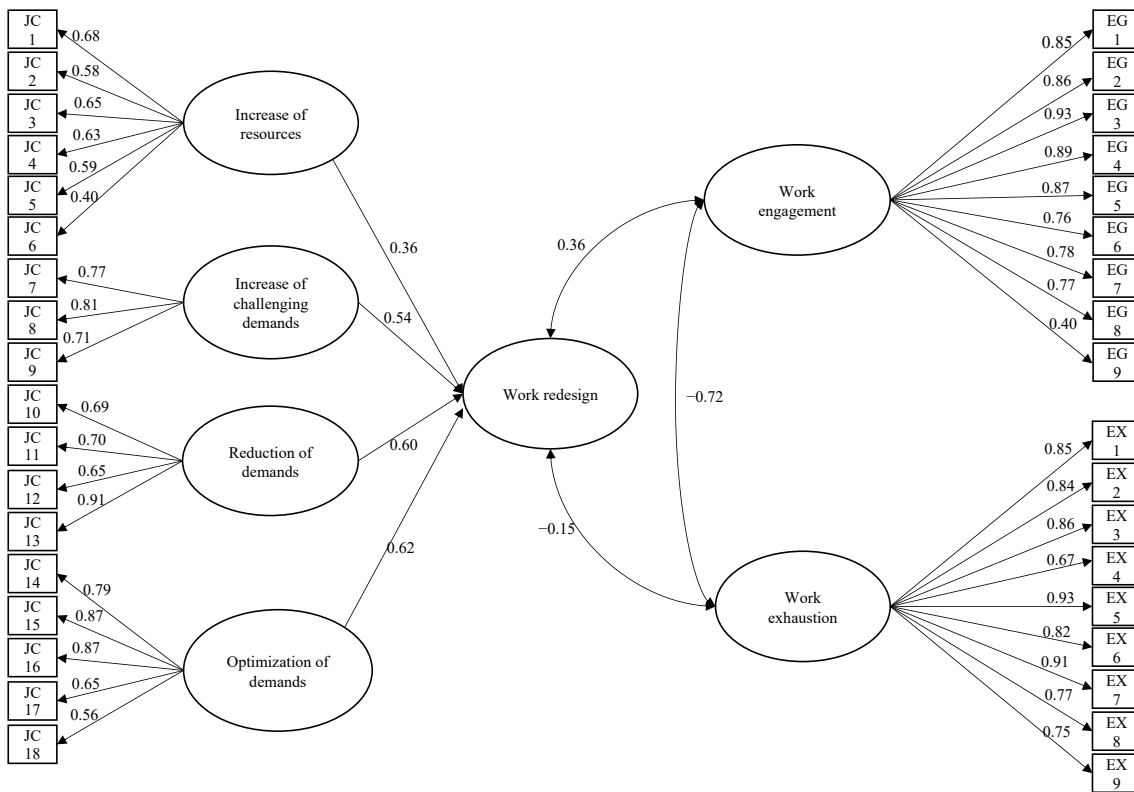 JC
1
0.68
JC
2
0.58
JC
3
0.65
JC
4
0.63
JC
5
0.59
JC
6
0.40
Increase of
resources
0.36
JC
7
0.77
JC
8
0.81
JC
9
0.71
Increase of
challenging
demands
0.54
JC
10
0.69
JC
11
0.70
JC
12
0.65
JC
13
0.91
Reduction of
demands
0.60
JC
14
0.79
JC
15
0.87
JC
16
0.87
JC
17
0.65
JC
18
0.56
Optimization of
demands
0.62
Work redesign
0.36
−0.72
−0.15
Work
engagement
0.85
EG
1
0.86
EG
2
0.93
EG
3
0.89
EG
4
0.87
EG
5
0.76
EG
6
0.78
EG
7
0.77
EG
8
0.40
EG
9
Work
exhaustion
0.85
EX
1
0.84
EX
2
0.86
EX
3
0.67
EX
4
0.93
EX
5
0.82
EX
6
0.91
EX
7
0.77
EX
8
0.75
EX
9